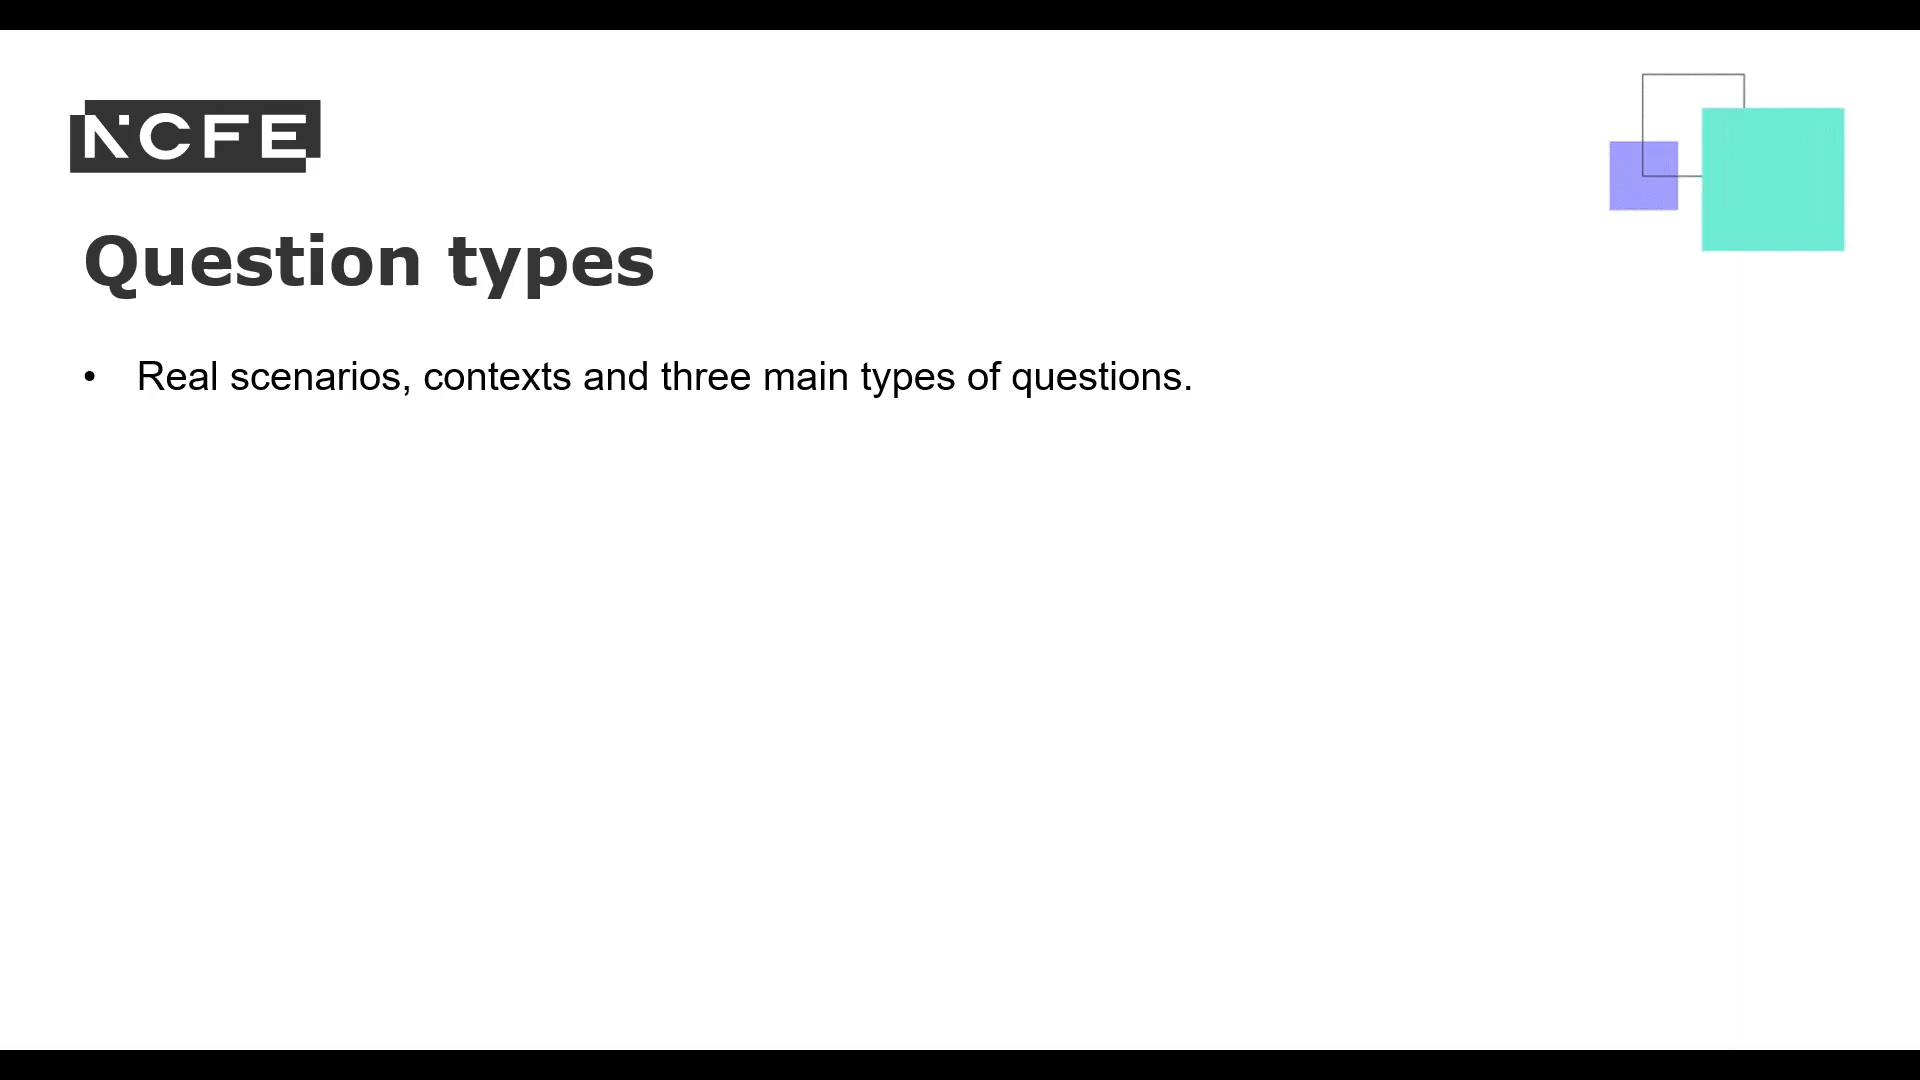 NCFE
Question types
• Real scenarios, contexts and three main types of questions.